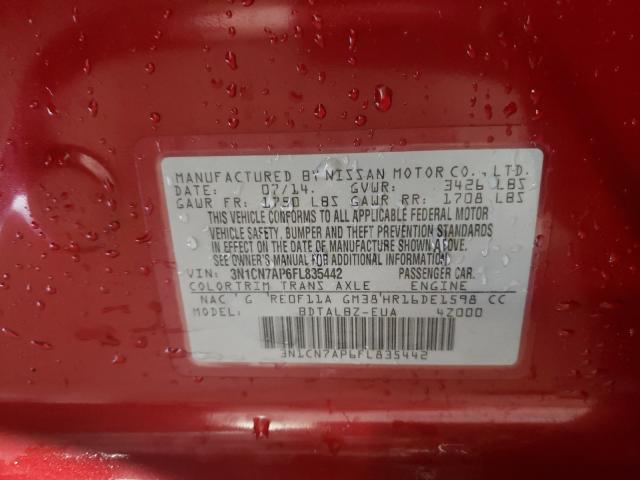 MANUFACTURED BY NISSAN MOTOR CO., LTD.
DATE: 07/14. GVWR: 3426 LBS
GAWR FR: 1750 LBS GAWR RR: 1708 LBS
THIS VEHICLE CONFORMS TO ALL APPLICABLE FEDERAL MOTOR
VEHICLE SAFETY, BUMPER AND THEFT PREVENTION STANDARDS
IN EFFECT ON THE DATE OF MANUFACTURE SHOWN ABOVE.
SEE OWNER'S MANUAL FOR ADDITIONAL INFORMATION.
VIN: 3N1CN7AP6FL835442 PASSENGER CAR.
COLOR TRIM TRANS AXLE ENGINE
NAC G RE0F11A GM38 HR16DE1598 CC
MODEL: BDTALBZ-EUA 4Z000
3N1CN7AP6FL835442